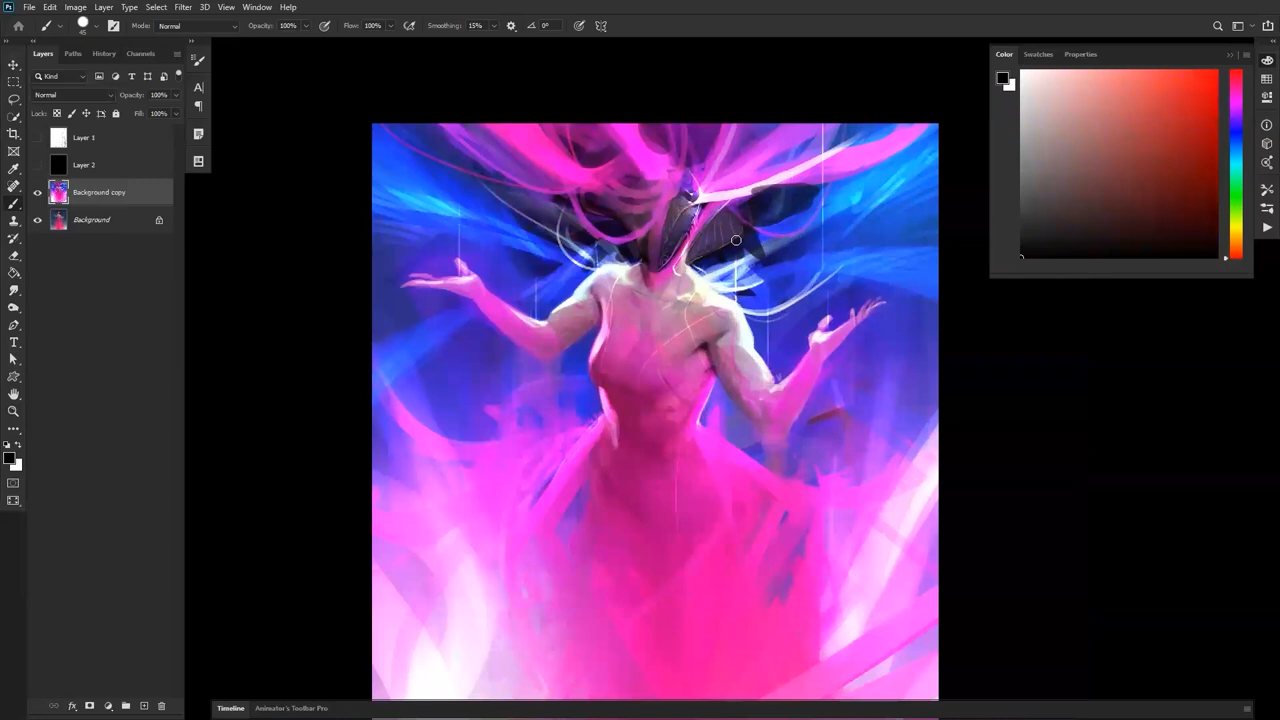 Ps File Edit Image Layer Type Select Filter 3D View Window Help
45 Mode: Normal Opacity: 100% Flow: 100% Smoothing: 15% 0°
Layers Paths History Channels
Kind
Normal Opacity: 100%
Lock: Fill: 100%
Layer 1
Layer 2
Background copy
Background
Color Swatches Properties
Timeline Animator's Toolbar Pro